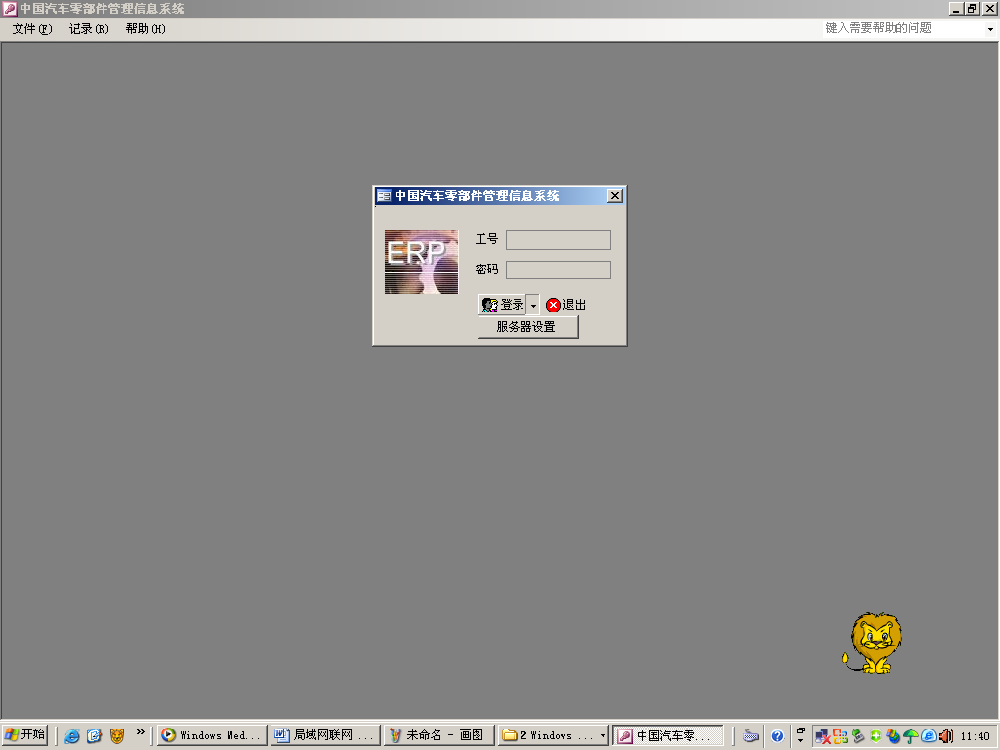 中国汽车零部件管理信息系统
文件(F) 记录(R) 帮助(H) 键入需要帮助的问题
中国汽车零部件管理信息系统
ERP
工号
密码
登录 退出
服务器设置
开始 » Windows Med... 局域网联网.... 未命名 - 画图 2 Windows ... 中国汽车零... 11:40